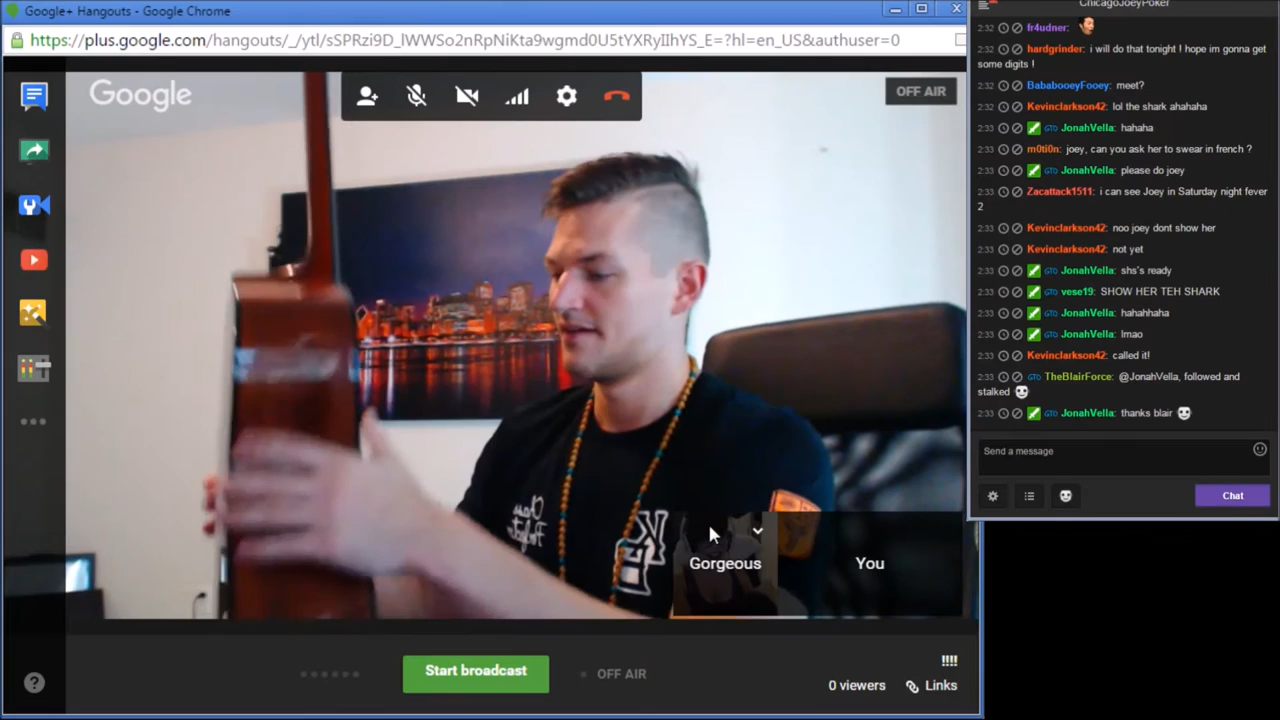 Google+ Hangouts - Google Chrome
https://plus.google.com/hangouts/_/ytl/sSPRzi9D_lWWSo2nRpNiKta9wgmd0U5tYXRyIIhYS_E=?hl=en_US&authuser=0
Google
OFF AIR
Gorgeous
You
Start broadcast
OFF AIR
!!!!
0 viewers
Links
?
ChicagoJoeyPoker
2:32 fr4udner:
2:32 hardgrinder: i will do that tonight ! hope im gonna get
some digits !
2:32 BababooeyFooey: meet?
2:32 Kevinclarkson42: lol the shark ahahaha
2:33 GTO JonahVella: hahaha
2:33 m0ti0n: joey, can you ask her to swear in french ?
2:33 GTO JonahVella: please do joey
2:33 Zacattack1511: i can see Joey in Saturday night fever
2
2:33 Kevinclarkson42: noo joey dont show her
2:33 Kevinclarkson42: not yet
2:33 GTO JonahVella: shs's ready
2:33 GTO vese19: SHOW HER TEH SHARK
2:33 GTO JonahVella: hahahhaha
2:33 GTO JonahVella: lmao
2:33 Kevinclarkson42: called it!
2:33 GTO TheBlairForce: @JonahVella, followed and
stalked
2:33 GTO JonahVella: thanks blair
Send a message
Chat